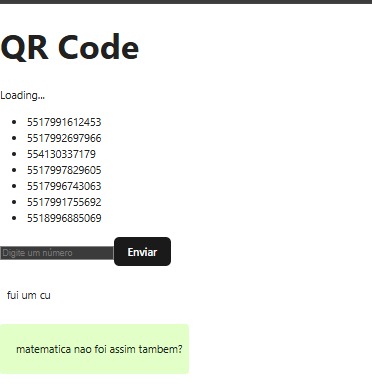 QR Code
Loading...
5517991612453
5517992697966
554130337179
5517997829605
5517996743063
5517991755692
5518996885069
Digite um número
Enviar
fui um cu
matematica nao foi assim tambem?